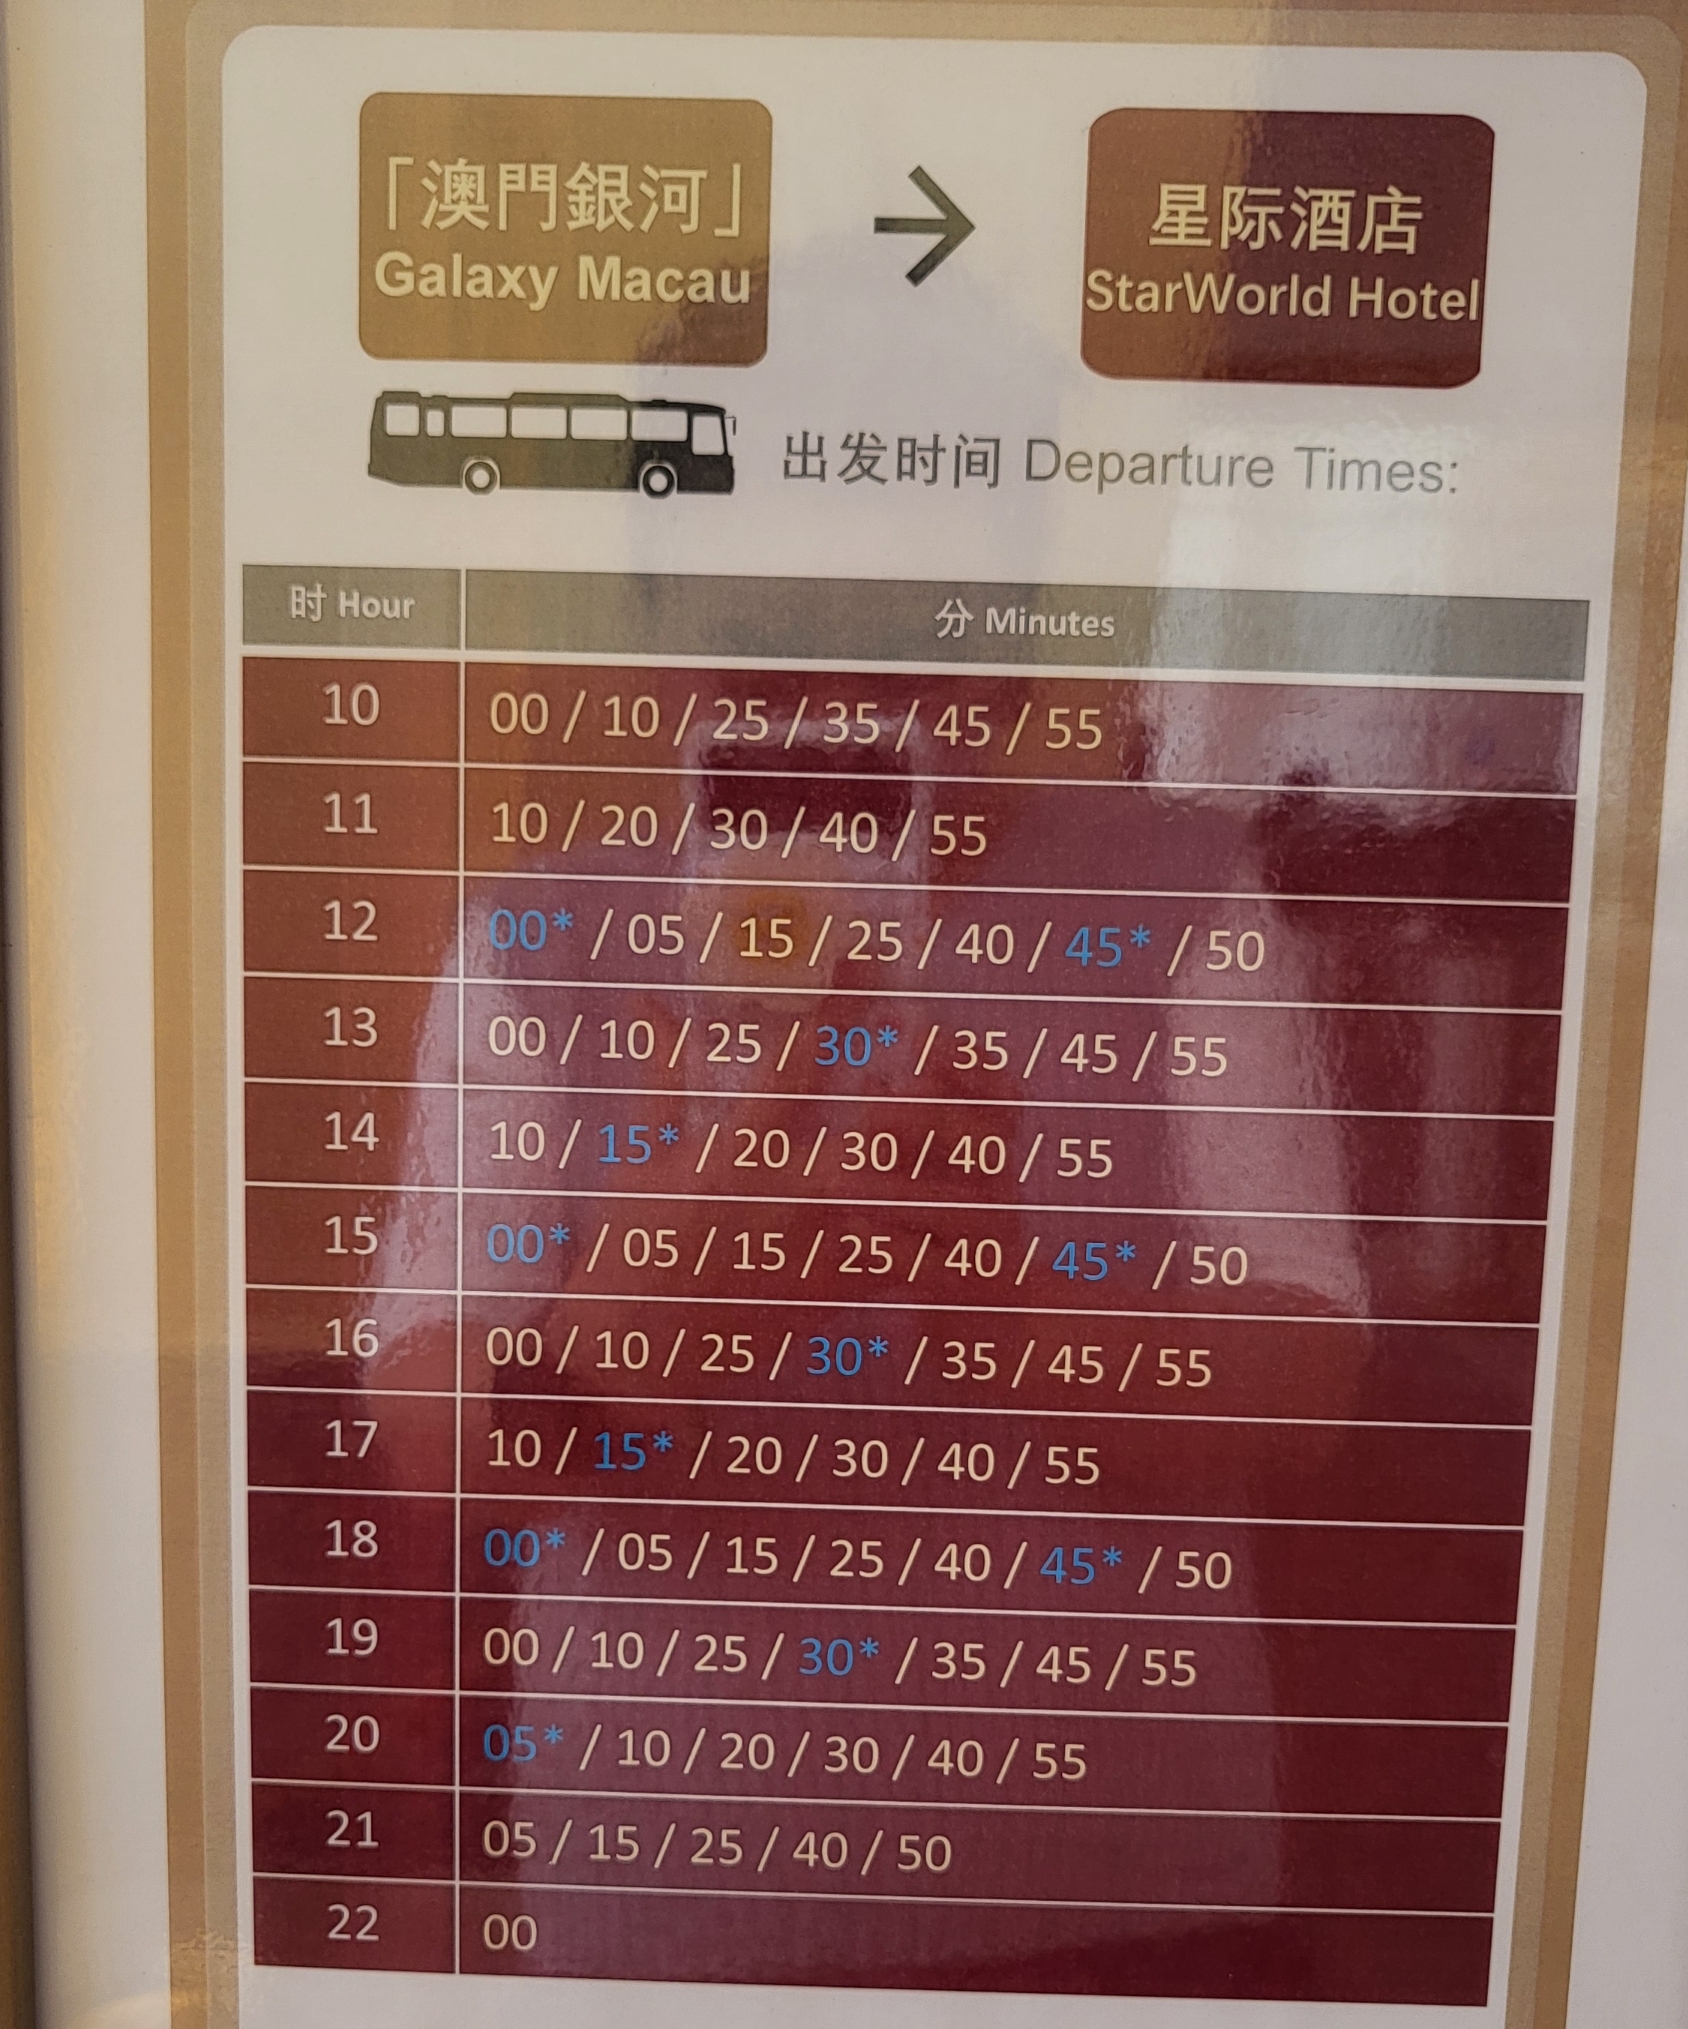 「澳門銀河」
Galaxy Macau
星际酒店
StarWorld Hotel
出发时间 Departure Times:
时 Hour 分 Minutes
10 00 / 10 / 25 / 35 / 45 / 55
11 10 / 20 / 30 / 40 / 55
12 00* / 05 / 15 / 25 / 40 / 45* / 50
13 00 / 10 / 25 / 30* / 35 / 45 / 55
14 10 / 15* / 20 / 30 / 40 / 55
15 00* / 05 / 15 / 25 / 40 / 45* / 50
16 00 / 10 / 25 / 30* / 35 / 45 / 55
17 10 / 15* / 20 / 30 / 40 / 55
18 00* / 05 / 15 / 25 / 40 / 45* / 50
19 00 / 10 / 25 / 30* / 35 / 45 / 55
20 05* / 10 / 20 / 30 / 40 / 55
21 05 / 15 / 25 / 40 / 50
22 00